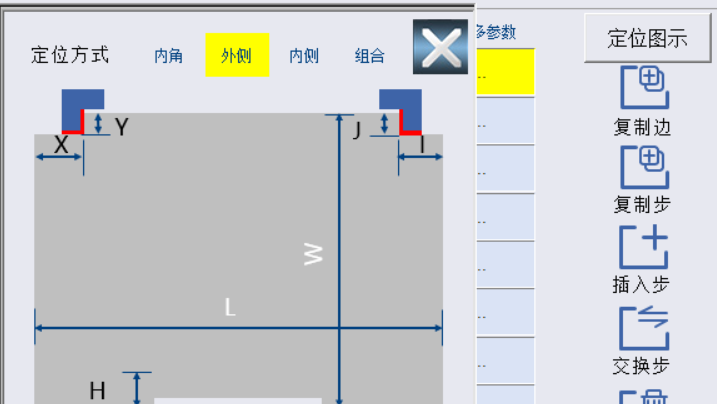 定位方式 内角 外侧 内侧 组合
多参数
定位图示
复制边
复制步
插入步
交换步
Y
X
J
I
W
L
H
..
..
..
..
..
..
..